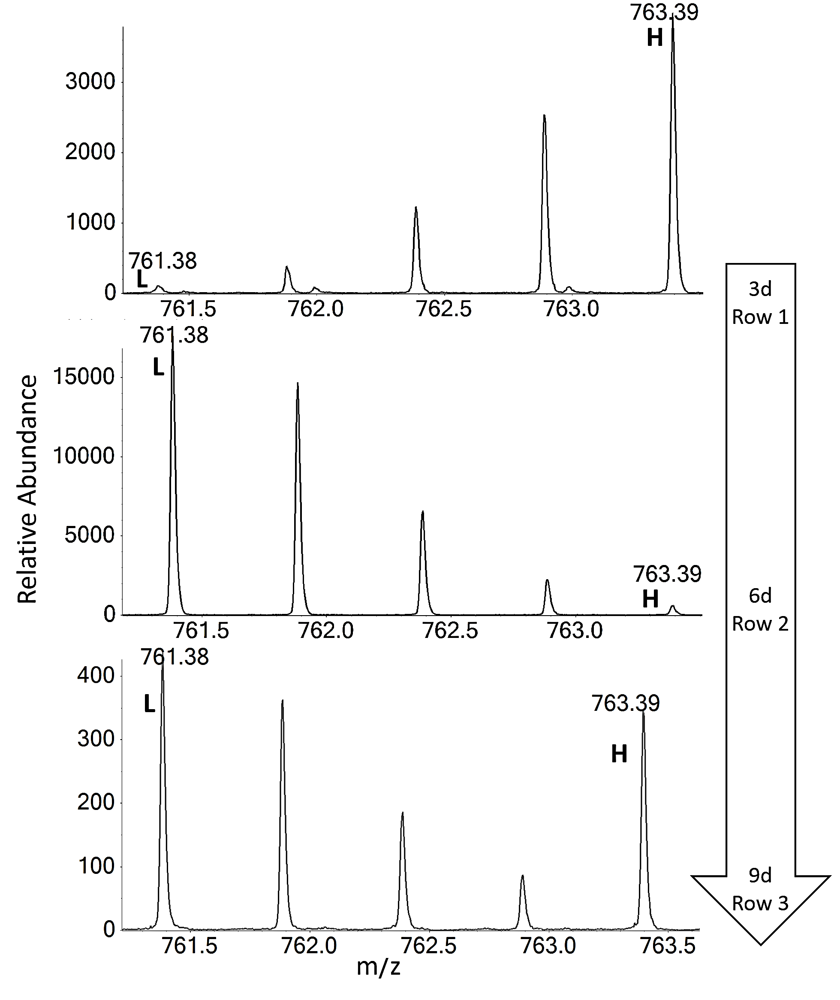 763.39
H
3000
2000
1000
761.38
L
0
761.5 762.0 762.5 763.0
3d
Row 1
761.38
L
15000
10000
5000
763.39
H
0
761.5 762.0 762.5 763.0
6d
Row 2
Relative Abundance
761.38
400
L
763.39
H
300
200
100
0
761.5 762.0 762.5 763.0 763.5
9d
Row 3
m/z